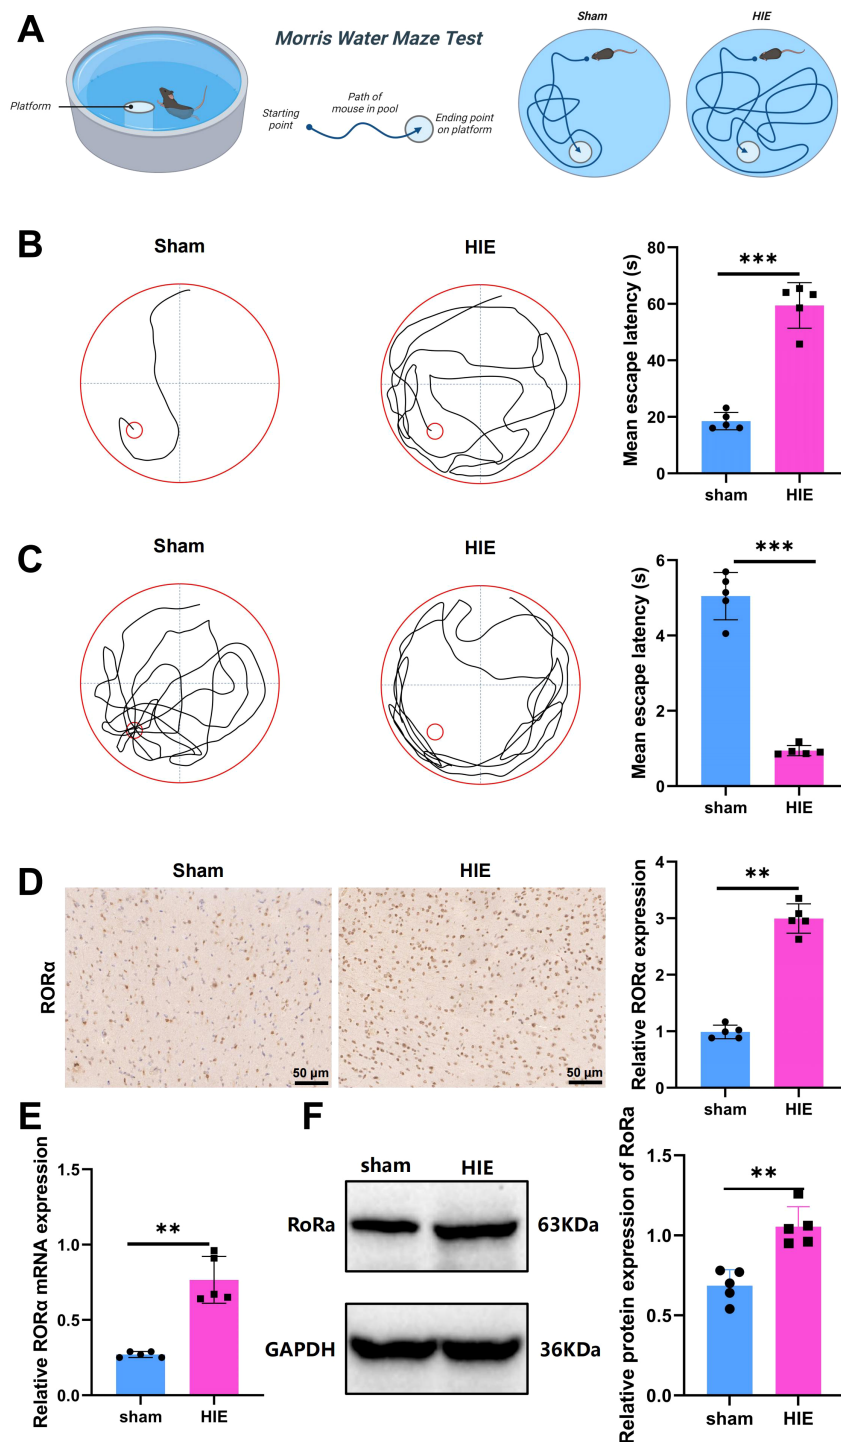 A
Morris Water Maze Test
Platform
Starting
point
Path of
mouse in pool
Ending point
on platform
Sham
HIE
B
Sham
HIE
Mean escape latency (s)
80
60
40
20
0
***
sham
HIE
C
Sham
HIE
Mean escape latency (s)
6
4
2
0
***
sham
HIE
D
Sham
HIE
RORα
50 μm
50 μm
Relative RORα expression
4
3
2
1
0
**
sham
HIE
E
Relative RORα mRNA expression
1.5
1.0
0.5
0.0
**
sham
HIE
F
sham
HIE
RoRa
63KDa
GAPDH
36KDa
Relative protein expression of RoRa
1.5
1.0
0.5
0.0
**
sham
HIE